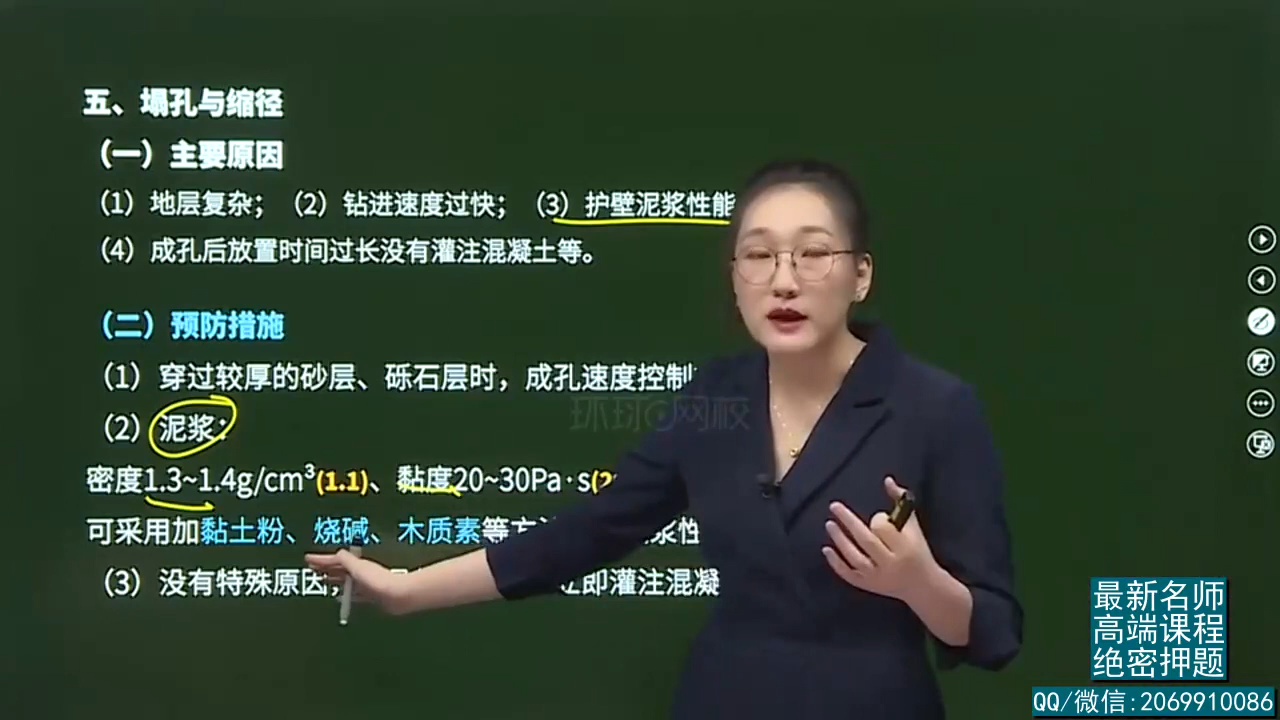 五、塌孔与缩径
（一）主要原因
（1）地层复杂；（2）钻进速度过快；（3）护壁泥浆性能
（4）成孔后放置时间过长没有灌注混凝土等。
（二）预防措施
（1）穿过较厚的砂层、砾石层时，成孔速度控制
（2）泥浆：
密度1.3~1.4g/cm³(1.1)、黏度20~30Pa·s(2
可采用加黏土粉、烧碱、木质素等方 浆性
（3）没有特殊原因， 立即灌注混凝
环球网校
最新名师
高端课程
绝密押题
QQ/微信:2069910086